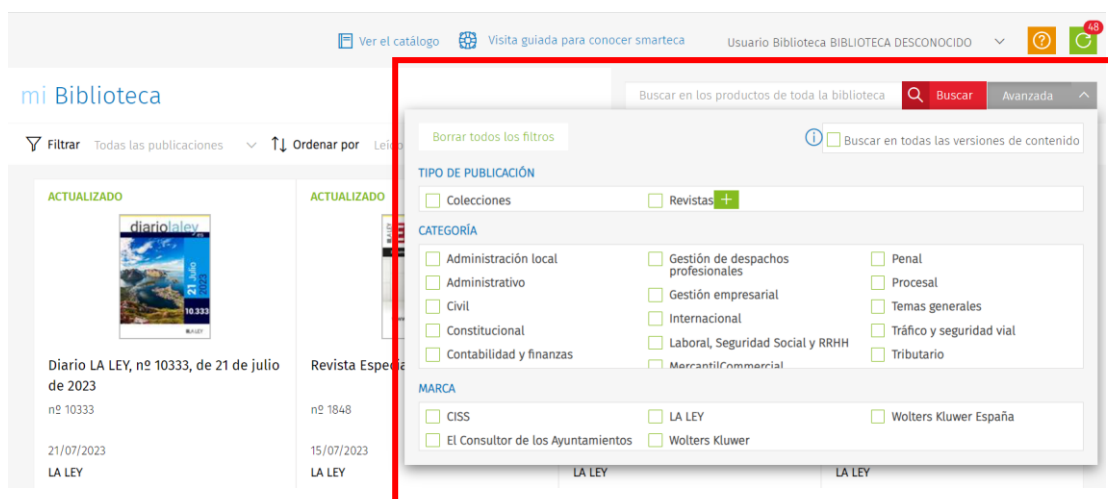 Ver el catálogo
Visita guiada para conocer smarteca
Usuario Biblioteca BIBLIOTECA DESCONOCIDO
48
mi Biblioteca
Buscar en los productos de toda la biblioteca
Buscar
Avanzada
Filtrar Todas las publicaciones
Ordenar por Leíd
Borrar todos los filtros
Buscar en todas las versiones de contenido
TIPO DE PUBLICACIÓN
Colecciones
Revistas
CATEGORÍA
Administración local
Administrativo
Civil
Constitucional
Contabilidad y finanzas
Gestión de despachos
profesionales
Gestión empresarial
Internacional
Laboral, Seguridad Social y RRHH
MercantilCommercial
Penal
Procesal
Temas generales
Tráfico y seguridad vial
Tributario
MARCA
CISS
El Consultor de los Ayuntamientos
LA LEY
Wolters Kluwer
Wolters Kluwer España
ACTUALIZADO
diariolaley
21 Julio
2023
10.333
LA LEY
Diario LA LEY, nº 10333, de 21 de julio
de 2023
nº 10333
21/07/2023
LA LEY
ACTUALIZADO
Revista Especia
nº 1848
15/07/2023
LA LEY
LA LEY
LA LEY